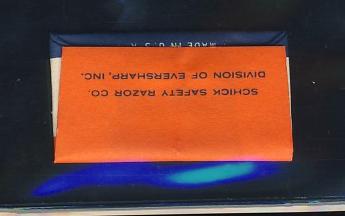 SCHICK SAFETY RAZOR CO.
DIVISION OF EVERSHARP, INC.
MADE IN U.S.A.